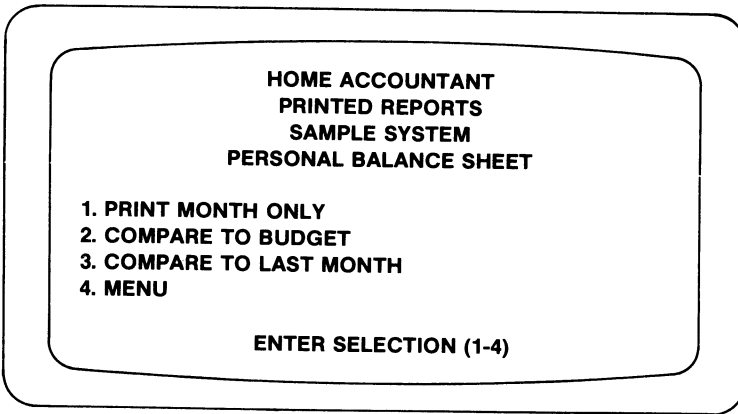 HOME ACCOUNTANT
PRINTED REPORTS
SAMPLE SYSTEM
PERSONAL BALANCE SHEET
1. PRINT MONTH ONLY
2. COMPARE TO BUDGET
3. COMPARE TO LAST MONTH
4. MENU
ENTER SELECTION (1-4)